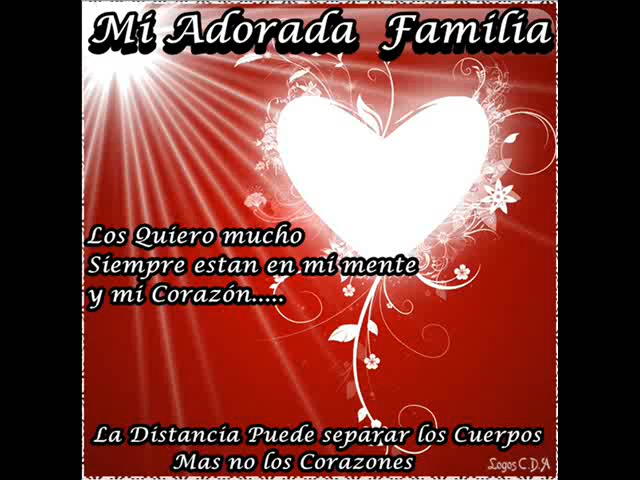 Mi Adorada Familia
Los Quiero mucho
Siempre estan en mi mente
y mi Corazón.....
La Distancia Puede separar los Cuerpos
Mas no los Corazones
Logos C.D.A